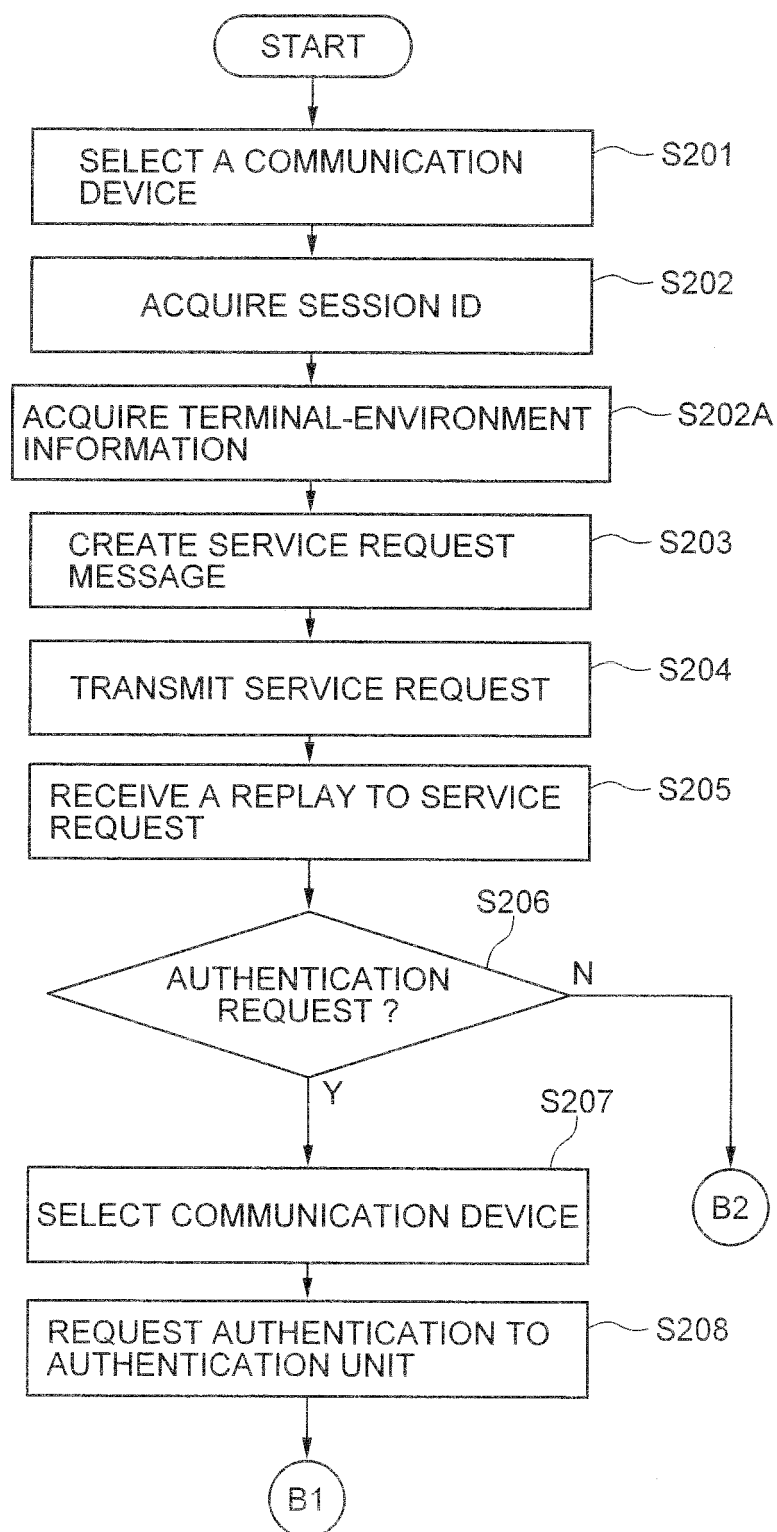 START
SELECT A COMMUNICATION
DEVICE
S201
ACQUIRE SESSION ID
S202
ACQUIRE TERMINAL-ENVIRONMENT
INFORMATION
S202A
CREATE SERVICE REQUEST
MESSAGE
S203
TRANSMIT SERVICE REQUEST
S204
RECEIVE A REPLAY TO SERVICE
REQUEST
S205
S206
AUTHENTICATION
REQUEST ?
N
Y
S207
SELECT COMMUNICATION DEVICE
B2
REQUEST AUTHENTICATION TO
AUTHENTICATION UNIT
S208
B1